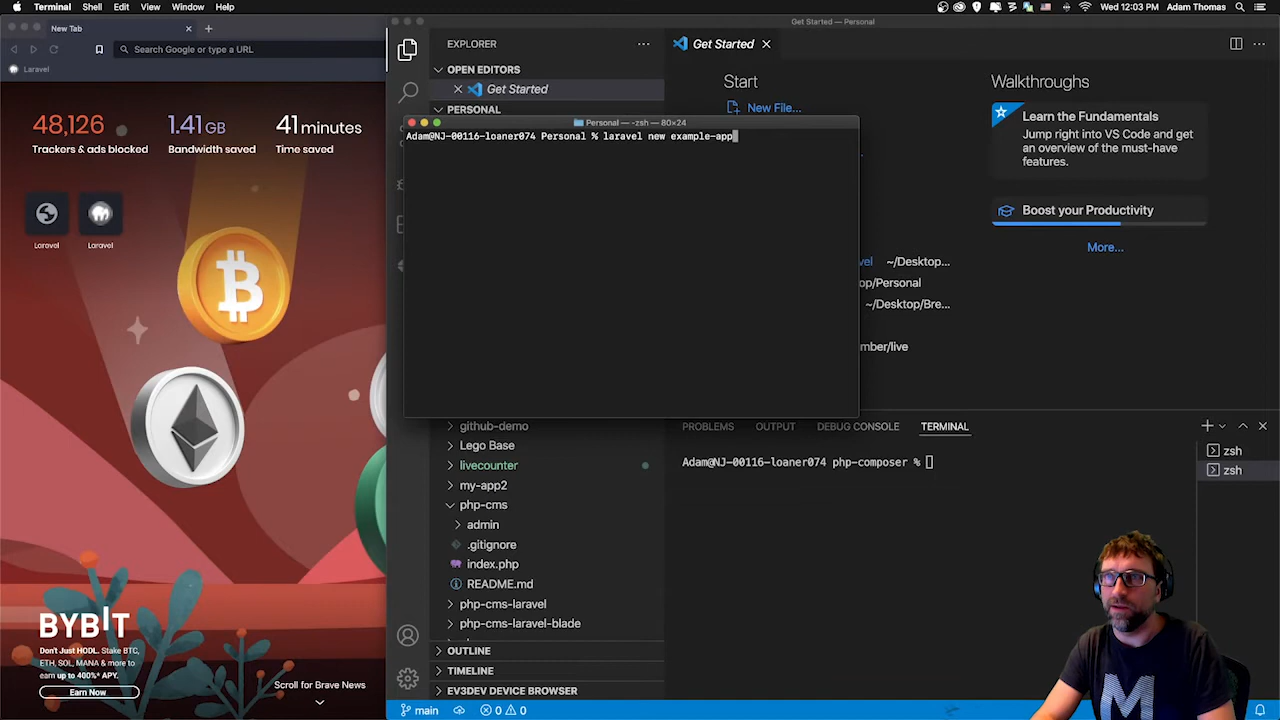 Terminal Shell Edit View Window Help
Wed 12:03 PM Adam Thomas
New Tab
Search Google or type a URL
Laravel
48,126
Trackers & ads blocked
1.41GB
Bandwidth saved
41minutes
Time saved
Laravel
Laravel
BYBIT
Don't Just HODL. Stake BTC,
ETH, SOL, MANA & more to
earn up to 400%* APY.
Earn Now
Scroll for Brave News
Get Started — Personal
EXPLORER
OPEN EDITORS
Get Started
PERSONAL
Get Started
Start
New File...
Walkthroughs
Learn the Fundamentals
Jump right into VS Code and get
an overview of the must-have
features.
Boost your Productivity
More...
Personal — -zsh — 80×24
Adam@NJ-00116-loaner074 Personal % laravel new example-app
vel ~/Desktop...
op/Personal
~/Desktop/Bre...
mber/live
github-demo
Lego Base
livecounter
my-app2
php-cms
admin
.gitignore
index.php
README.md
php-cms-laravel
php-cms-laravel-blade
OUTLINE
TIMELINE
EV3DEV DEVICE BROWSER
PROBLEMS OUTPUT DEBUG CONSOLE TERMINAL
Adam@NJ-00116-loaner074 php-composer %
zsh
zsh
main 0 0
M